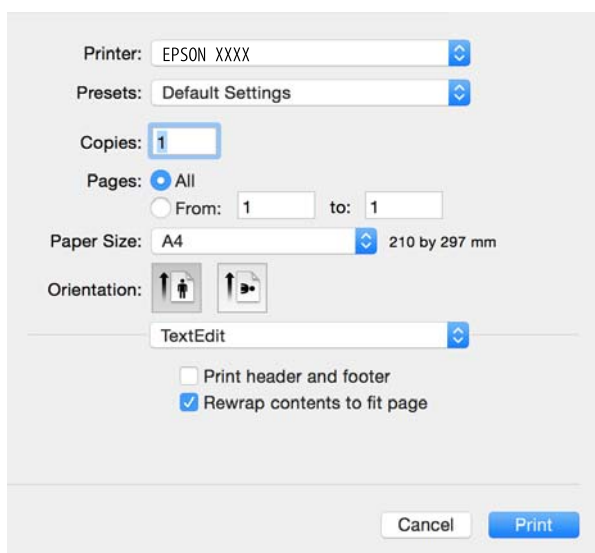 Printer: EPSON XXXX
Presets: Default Settings
Copies: 1
Pages: All
From: 1 to: 1
Paper Size: A4 210 by 297 mm
Orientation:
TextEdit
Print header and footer
Rewrap contents to fit page
Cancel Print